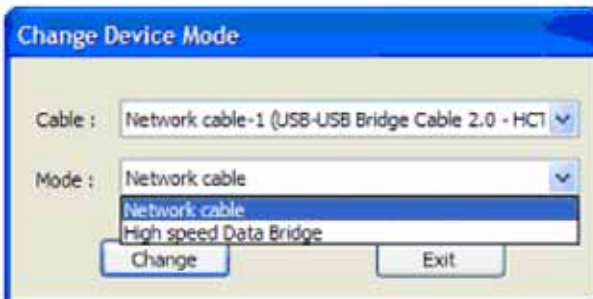 Change Device Mode
Cable : Network cable-1 (USB-USB Bridge Cable 2.0 - HCT
Mode : Network cable
Network cable
High speed Data Bridge
Change Exit